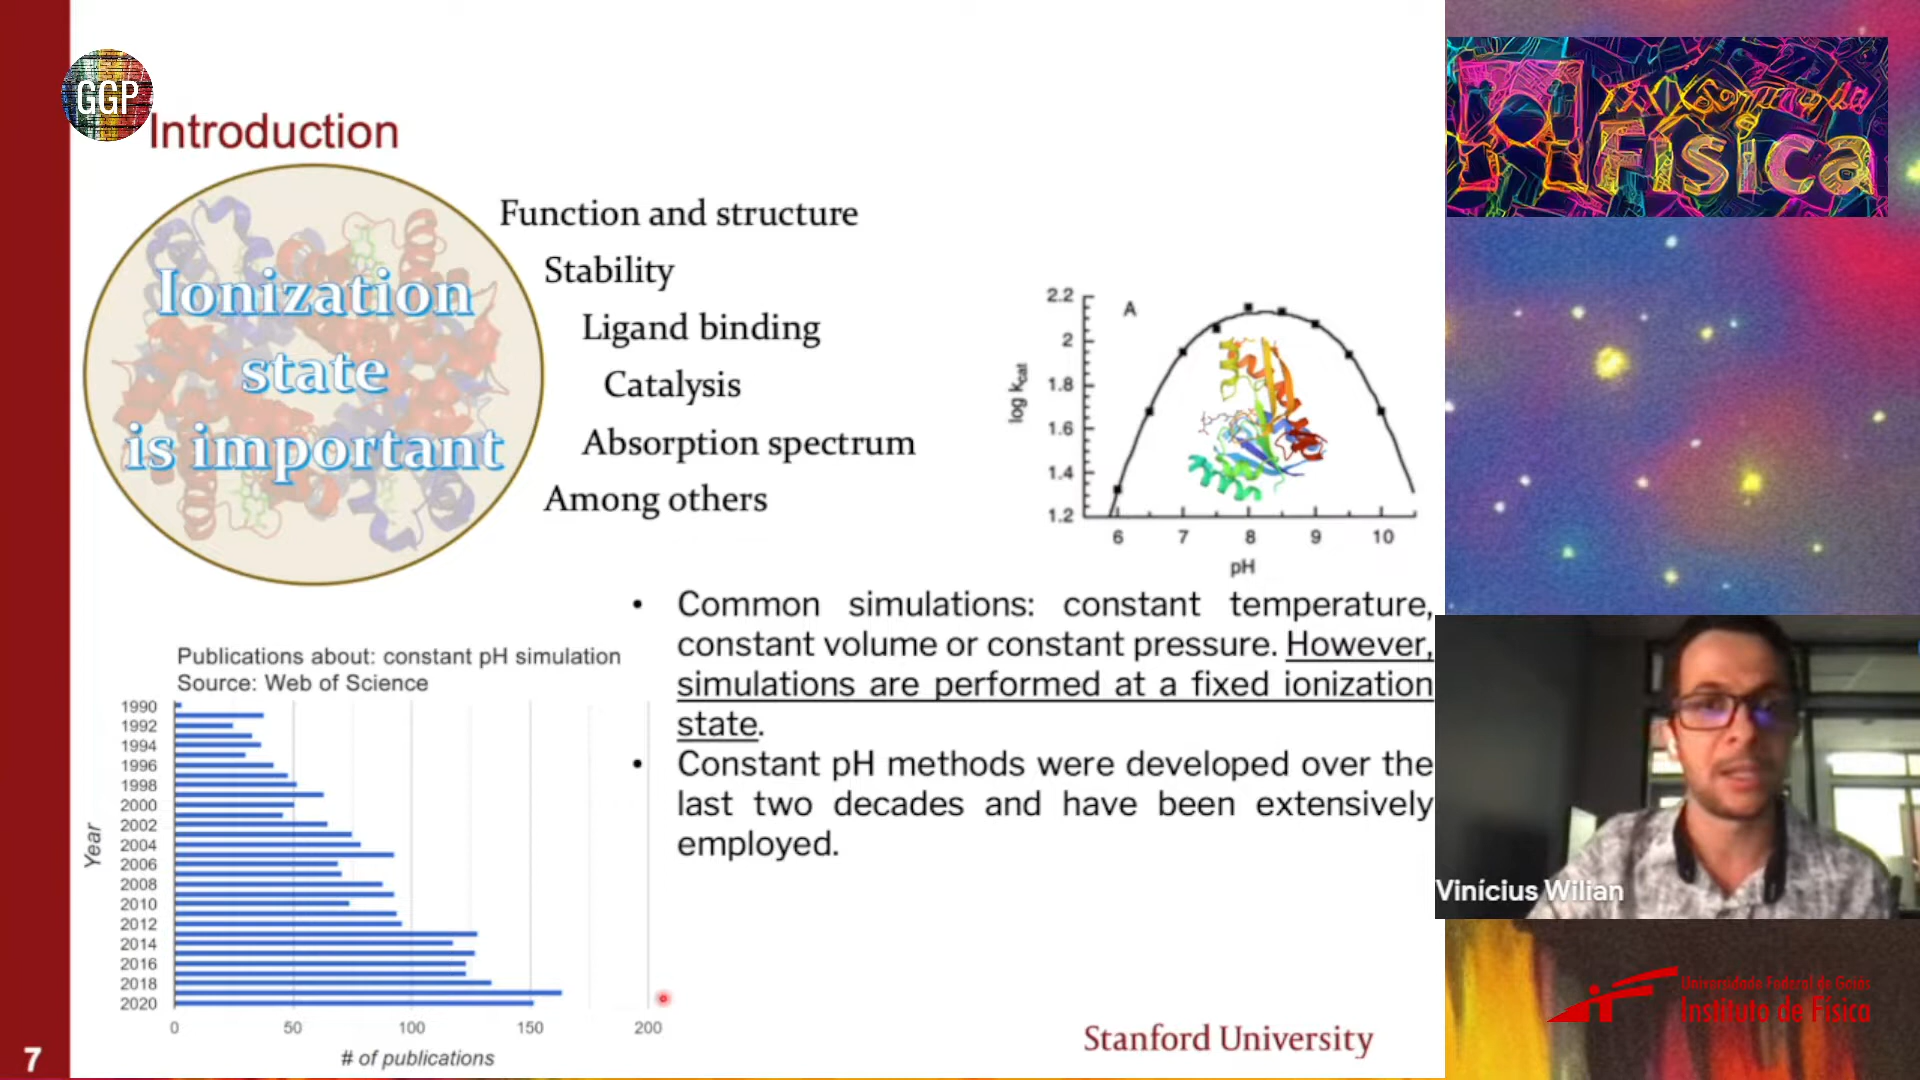 GGP
Introduction
Ionization
state
is important
Function and structure
Stability
Ligand binding
Catalysis
Absorption spectrum
Among others
2.2
2
1.8
1.6
1.4
1.2
log kcat
A
6 7 8 9 10
pH
• Common simulations: constant temperature,
constant volume or constant pressure. However,
simulations are performed at a fixed ionization
state.
• Constant pH methods were developed over the
last two decades and have been extensively
employed.
Publications about: constant pH simulation
Source: Web of Science
Year
1990
1992
1994
1996
1998
2000
2002
2004
2006
2008
2010
2012
2014
2016
2018
2020
0 50 100 150 200
# of publications
Stanford University
7
Física
Vinícius Wilian
Universidade Federal de Goiás
Instituto de Física